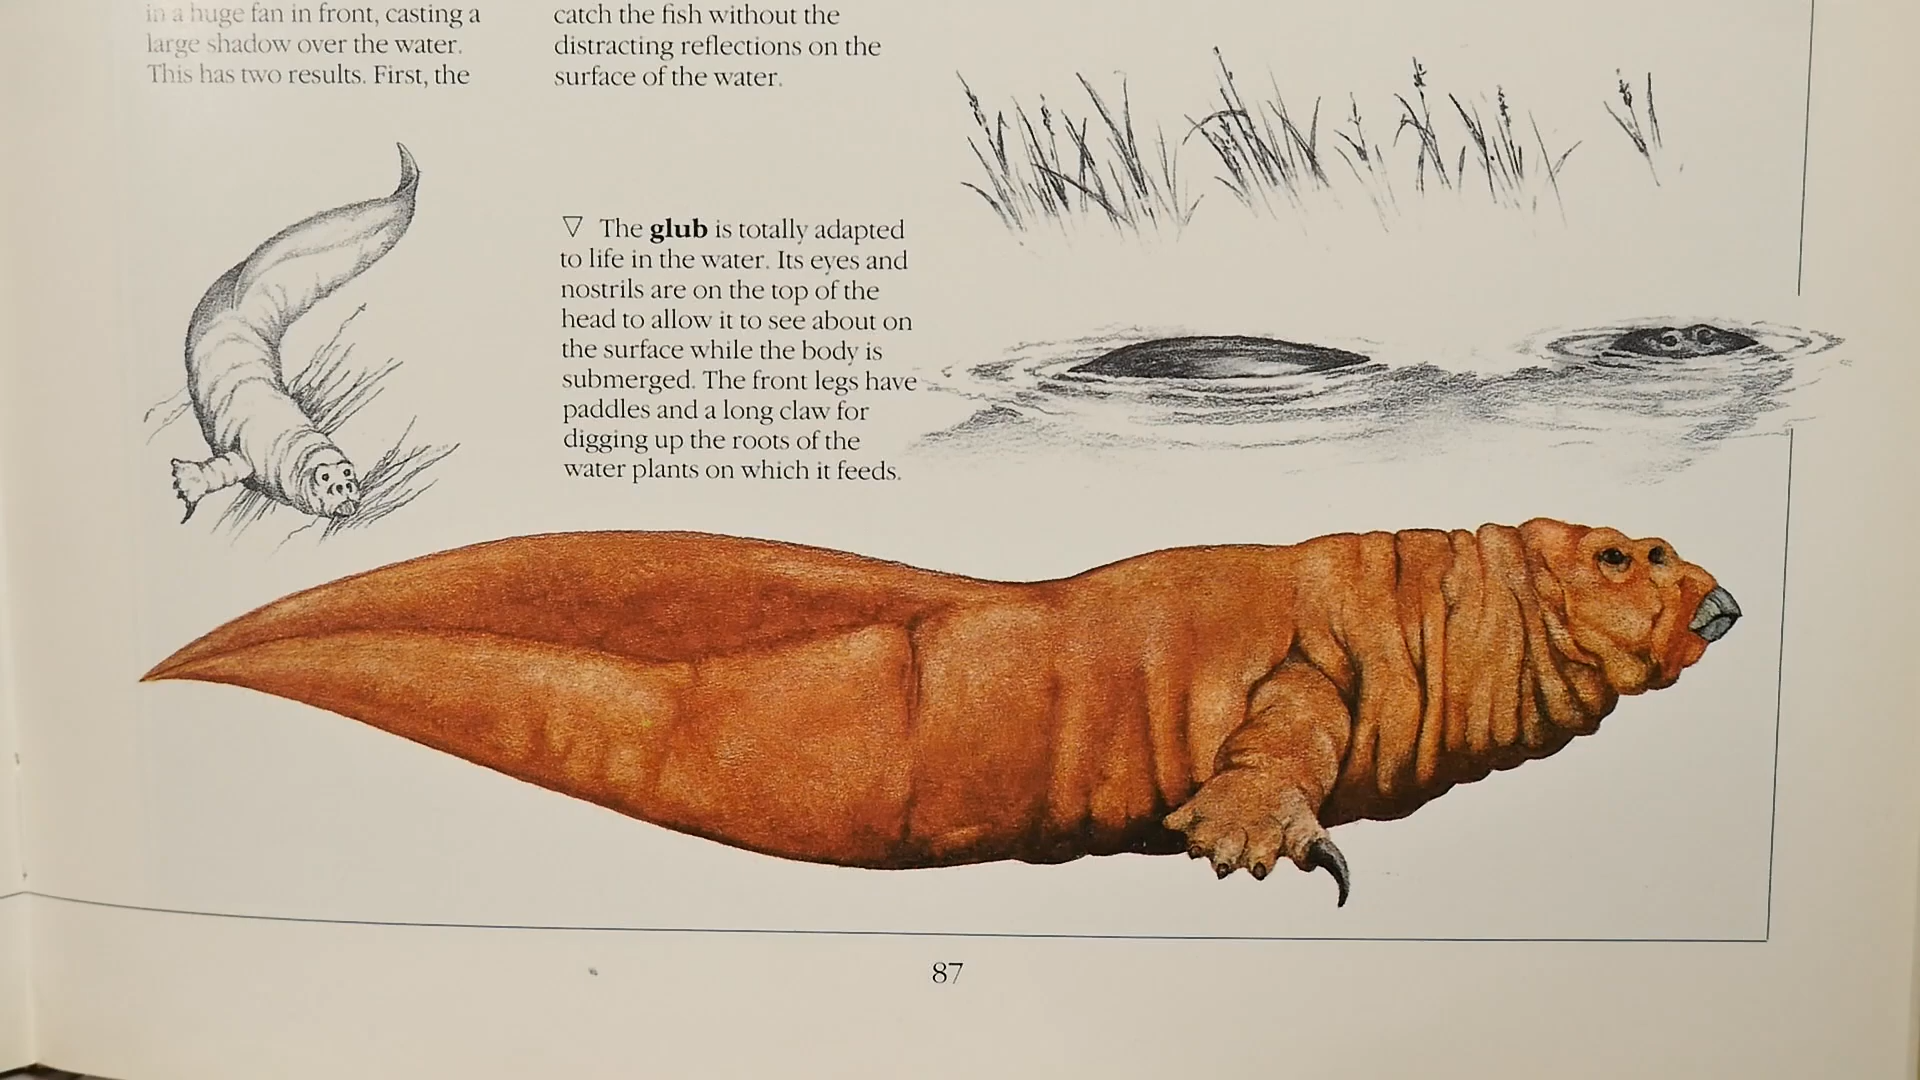 in a huge fan in front, casting a
large shadow over the water.
This has two results. First, the
catch the fish without the
distracting reflections on the
surface of the water.
▽ The glub is totally adapted
to life in the water. Its eyes and
nostrils are on the top of the
head to allow it to see about on
the surface while the body is
submerged. The front legs have
paddles and a long claw for
digging up the roots of the
water plants on which it feeds.
87